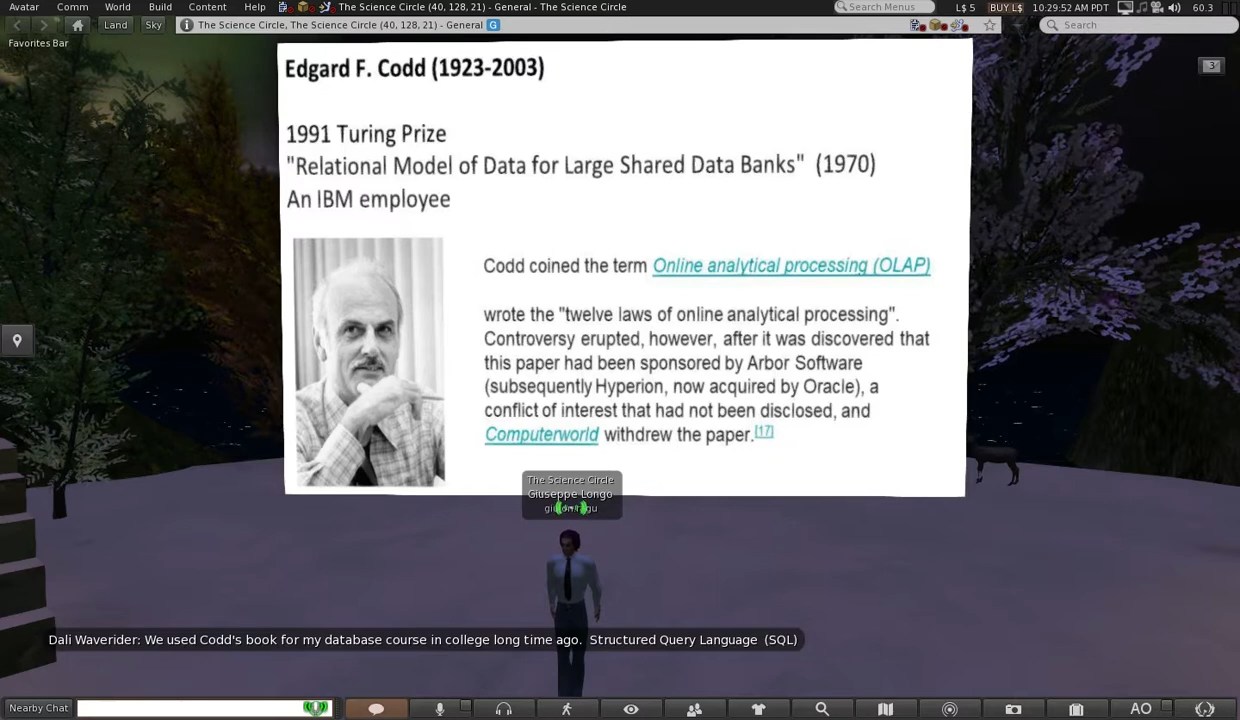 Avatar Comm World Build Content Help The Science Circle (40, 128, 21) - General - The Science Circle Search Menus L$ 5 BUY L$ 10:29:52 AM PDT 60.3
Land Sky The Science Circle, The Science Circle (40, 128, 21) - General G Search
Favorites Bar
3
Edgard F. Codd (1923-2003)
1991 Turing Prize
"Relational Model of Data for Large Shared Data Banks" (1970)
An IBM employee
Codd coined the term Online analytical processing (OLAP)
wrote the "twelve laws of online analytical processing".
Controversy erupted, however, after it was discovered that
this paper had been sponsored by Arbor Software
(subsequently Hyperion, now acquired by Oracle), a
conflict of interest that had not been disclosed, and
Computerworld withdrew the paper.[17]
The Science Circle
Giuseppe Longo
Dali Waverider: We used Codd's book for my database course in college long time ago. Structured Query Language (SQL)
Nearby Chat AO